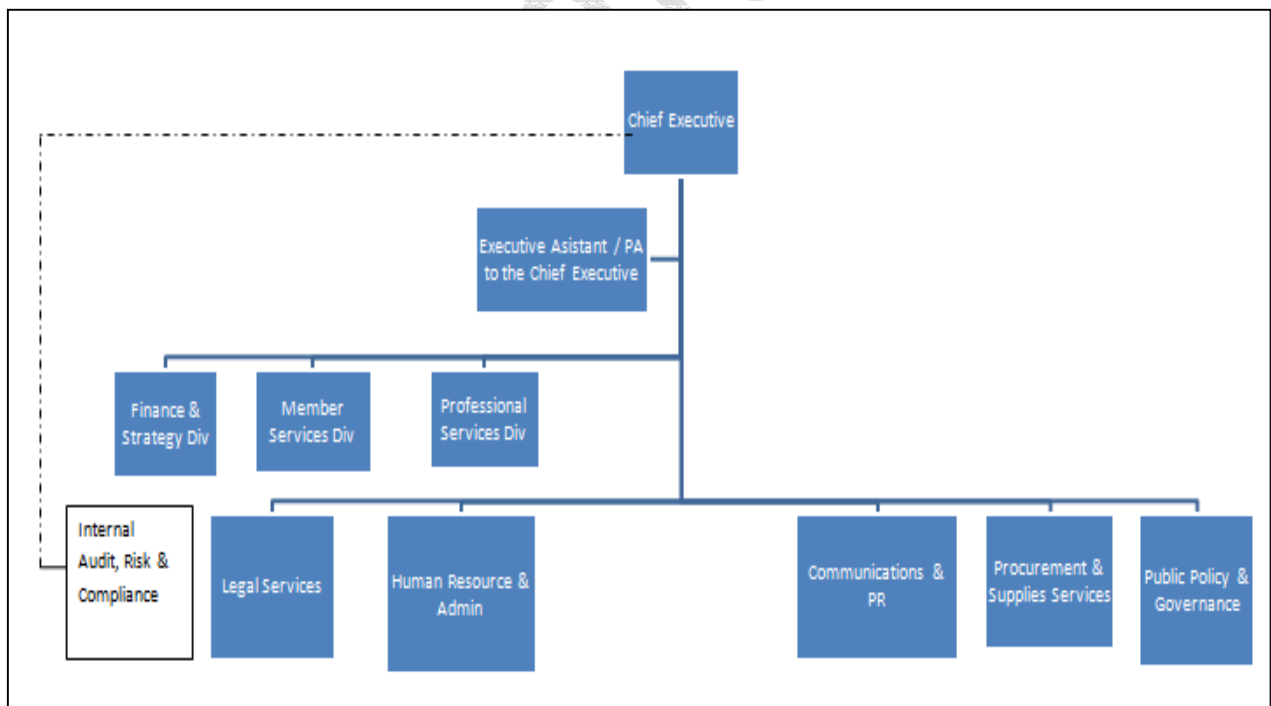 Chief Executive
Executive Asistant / PA
to the Chief Executive
Finance &
Strategy Div
Member
Services Div
Professional
Services Div
Internal
Audit, Risk &
Compliance
Legal Services
Human Resource &
Admin
Communications &
PR
Procurement &
Supplies Services
Public Policy &
Governance